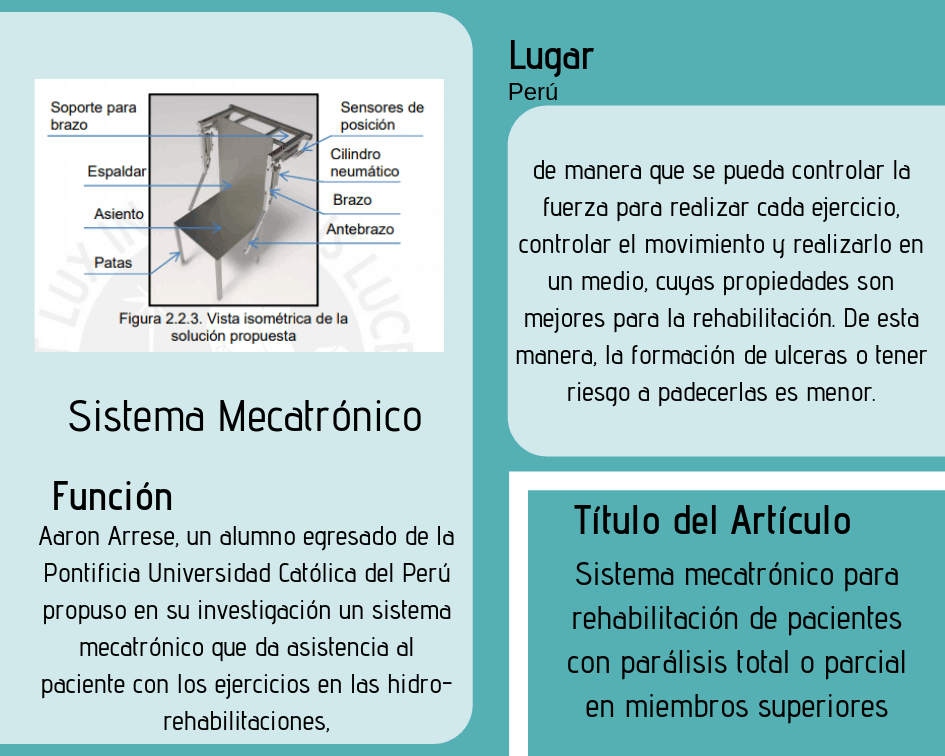 Soporte para
brazo
Espaldar
Asiento
Patas
Sensores de
posición
Cilindro
neumático
Brazo
Antebrazo
Figura 2.2.3. Vista isométrica de la
solución propuesta
Sistema Mecatrónico
Función
Aaron Arrese, un alumno egresado de la
Pontificia Universidad Católica del Perú
propuso en su investigación un sistema
mecatrónico que da asistencia al
paciente con los ejercicios en las hidro-
rehabilitaciones,
Lugar
Perú
de manera que se pueda controlar la
fuerza para realizar cada ejercicio,
controlar el movimiento y realizarlo en
un medio, cuyas propiedades son
mejores para la rehabilitación. De esta
manera, la formación de ulceras o tener
riesgo a padecerlas es menor.
Título del Artículo
Sistema mecatrónico para
rehabilitación de pacientes
con parálisis total o parcial
en miembros superiores